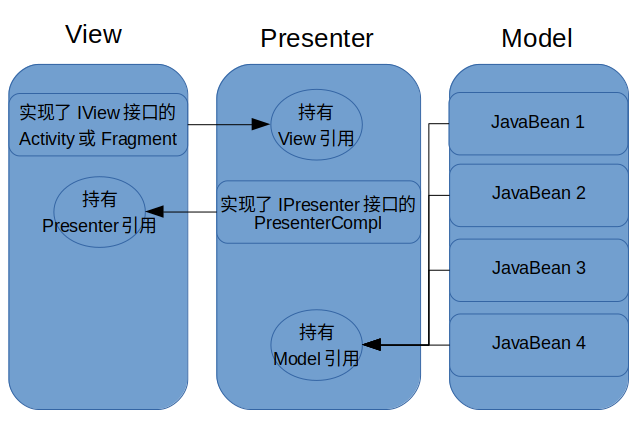 View
Presenter
Model
实现了 IView 接口的
Activity 或 Fragment
持有
Presenter 引用
持有
View 引用
实现了 IPresenter 接口的
PresenterCompl
持有
Model 引用
JavaBean 1
JavaBean 2
JavaBean 3
JavaBean 4